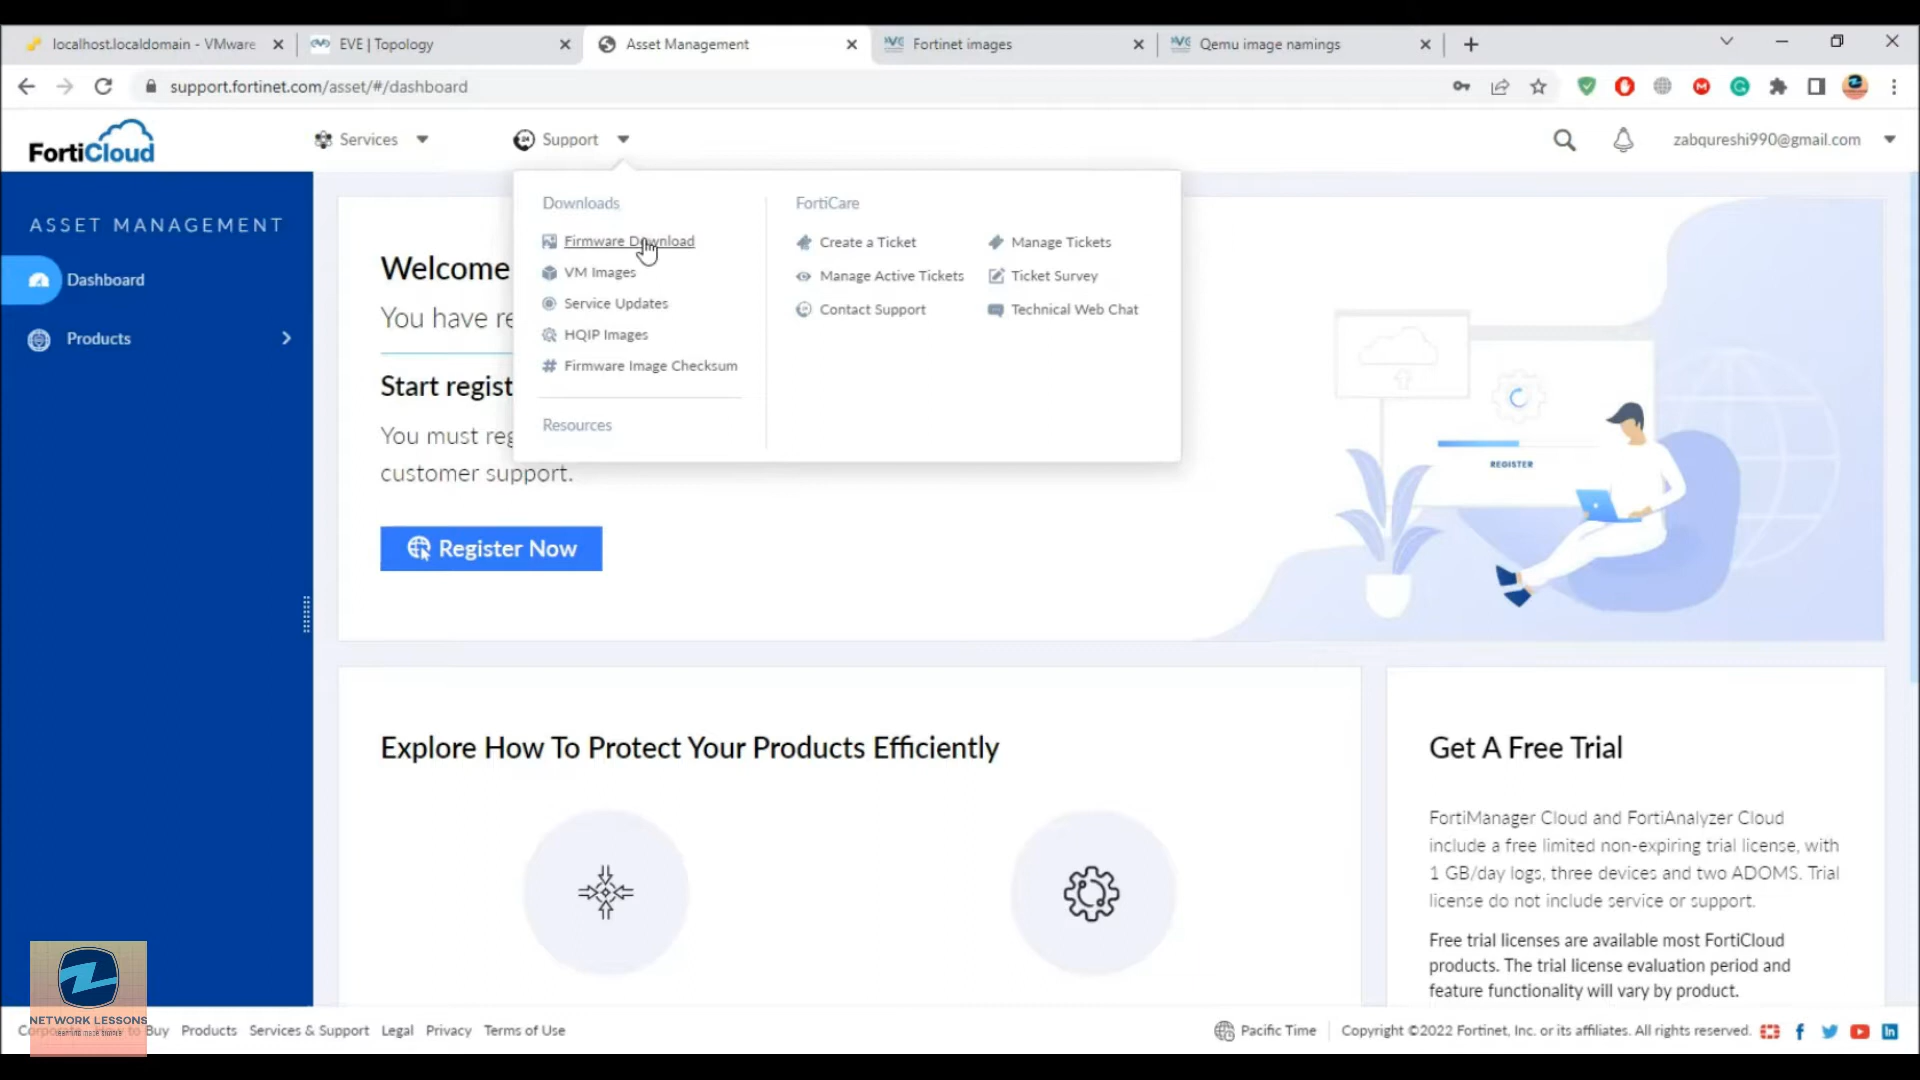 localhost.localdomain - VMware
EVE | Topology
Asset Management
Fortinet images
Qemu image namings
support.fortinet.com/asset/#/dashboard
FortiCloud
Services
Support
zabqureshi990@gmail.com
ASSET MANAGEMENT
Dashboard
Products
Downloads
Firmware Download
VM Images
Service Updates
HQIP Images
Firmware Image Checksum
Resources
FortiCare
Create a Ticket
Manage Tickets
Manage Active Tickets
Ticket Survey
Contact Support
Technical Web Chat
Welcome
You have re
Start regist
You must reg
customer support.
Register Now
REGISTER
Explore How To Protect Your Products Efficiently
Get A Free Trial
FortiManager Cloud and FortiAnalyzer Cloud
include a free limited non-expiring trial license, with
1 GB/day logs, three devices and two ADOMS. Trial
license do not include service or support.
Free trial licenses are available most FortiCloud
products. The trial license evaluation period and
feature functionality will vary by product.
NETWORK LESSONS
Buy Products Services & Support Legal Privacy Terms of Use
Pacific Time
Copyright ©2022 Fortinet, Inc. or its affiliates. All rights reserved.